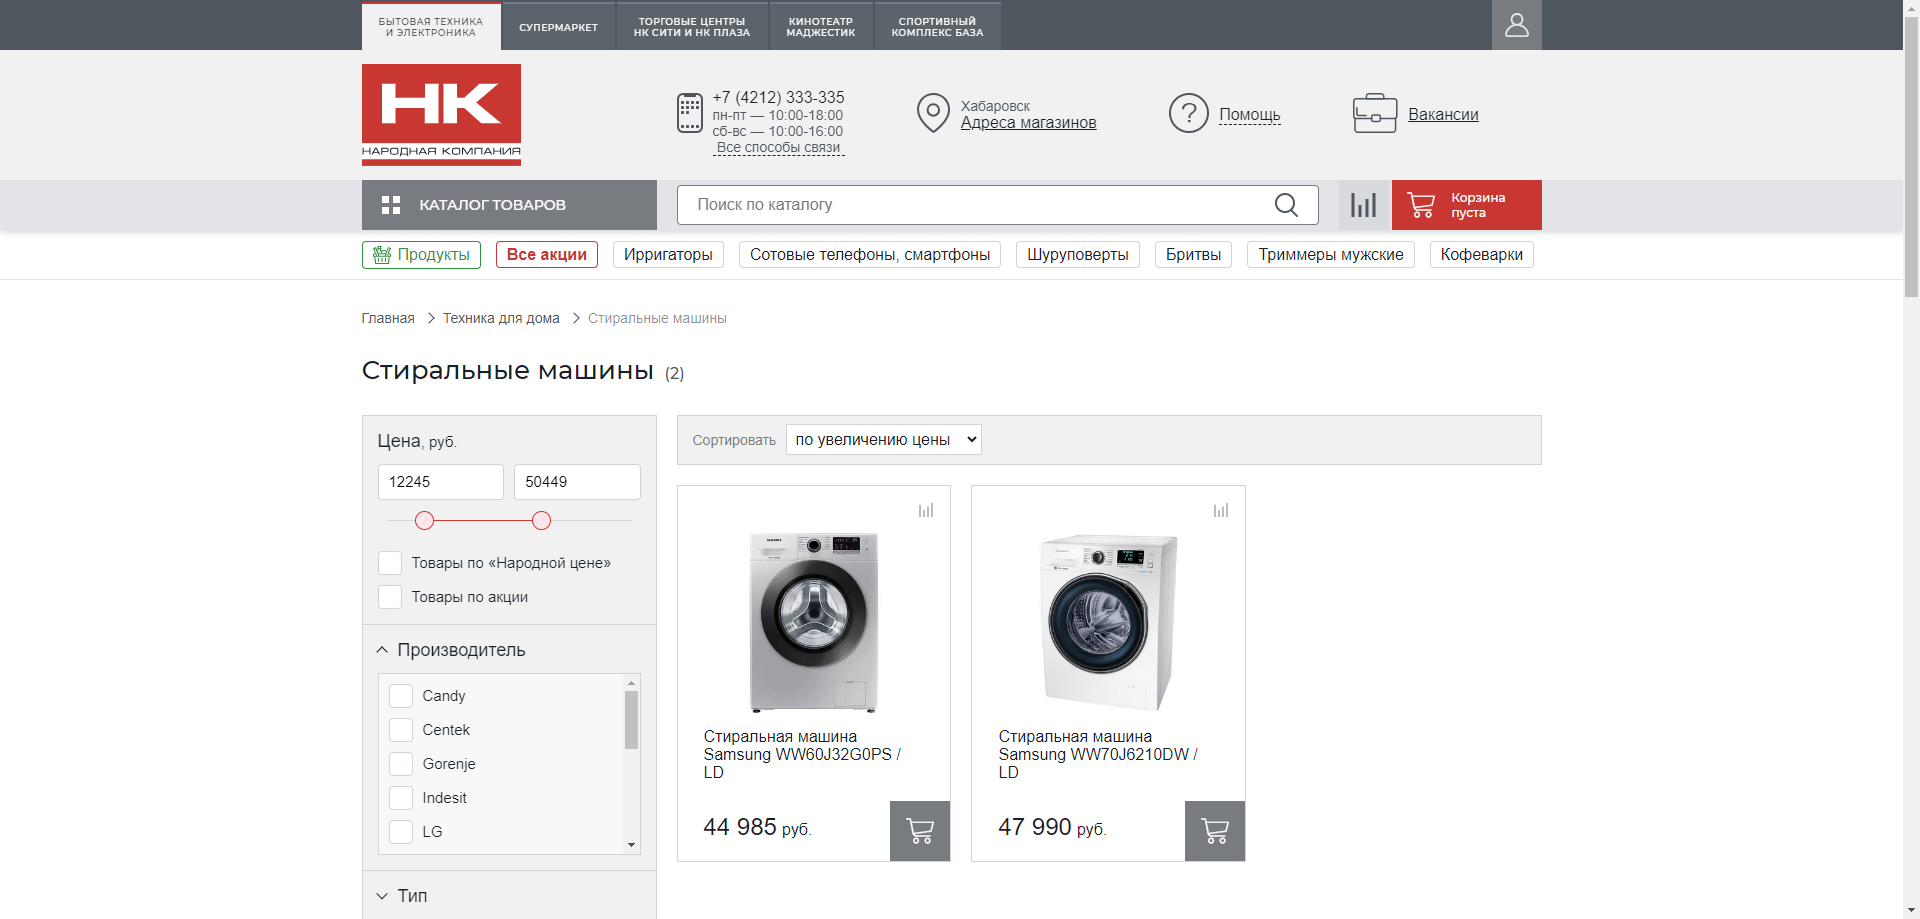 БЫТОВАЯ ТЕХНИКА
И ЭЛЕКТРОНИКА
СУПЕРМАРКЕТ
ТОРГОВЫЕ ЦЕНТРЫ
НК СИТИ И НК ПЛАЗА
КИНОТЕАТР
МАДЖЕСТИК
СПОРТИВНЫЙ
КОМПЛЕКС БАЗА
НК
НАРОДНАЯ КОМПАНИЯ
+7 (4212) 333-335
пн-пт — 10:00-18:00
сб-вс — 10:00-16:00
Все способы связи
Хабаровск
Адреса магазинов
?
Помощь
Вакансии
КАТАЛОГ ТОВАРОВ
Поиск по каталогу
Корзина
пуста
Продукты
Все акции
Ирригаторы
Сотовые телефоны, смартфоны
Шуруповерты
Бритвы
Триммеры мужские
Кофеварки
Главная
Техника для дома
Стиральные машины
Стиральные машины (2)
Цена, руб.
12245
50449
Товары по «Народной цене»
Товары по акции
Производитель
Candy
Centek
Gorenje
Indesit
LG
Тип
Сортировать
по увеличению цены
Стиральная машина
Samsung WW60J32G0PS /
LD
44 985 руб.
Стиральная машина
Samsung WW70J6210DW /
LD
47 990 руб.